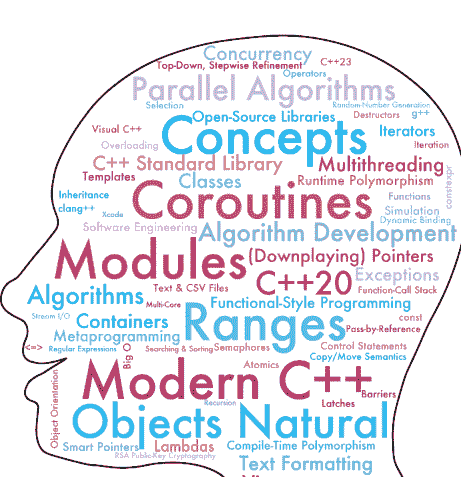 Concurrency
Top-Down, Stepwise Refinement
C++23
Operators
Parallel Algorithms
Selection
Random-Number Generation
Open-Source Libraries
Destructors
g++
Visual C++
Concepts
Iterators
Overloading
Iteration
C++ Standard Library
Multithreading
constexpr
Templates
Classes
Runtime Polymorphism
Inheritance
Coroutines
Functions
clang++
Xcode
Simulation
Dynamic Binding
Software Engineering
Algorithm Development
Modules
(Downplaying) Pointers
C++20
Exceptions
Algorithms
Text & CSV Files
Function-Call Stack
Multi-Core
Functional-Style Programming
Stream I/O
Containers
Ranges
const
Pass-by-Reference
Metaprogramming
<=>
Regular Expressions
Big O
Searching & Sorting
Semaphores
Control Statements
Copy/Move Semantics
Atomics
Object Orientation
Modern C++
Barriers
Recursion
Latches
Objects Natural
Smart Pointers
Lambdas
Compile-Time Polymorphism
RSA Public-Key Cryptography
Text Formatting